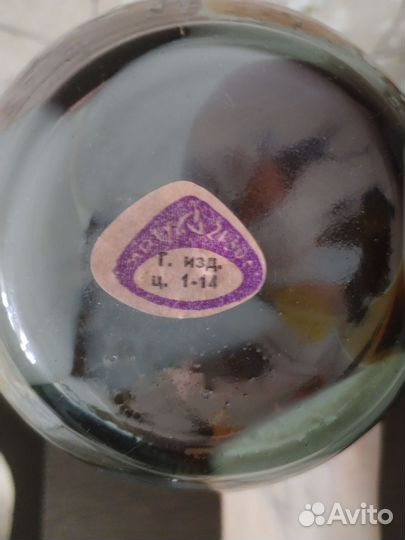 Г. изд.
ц. 1-14
Avito